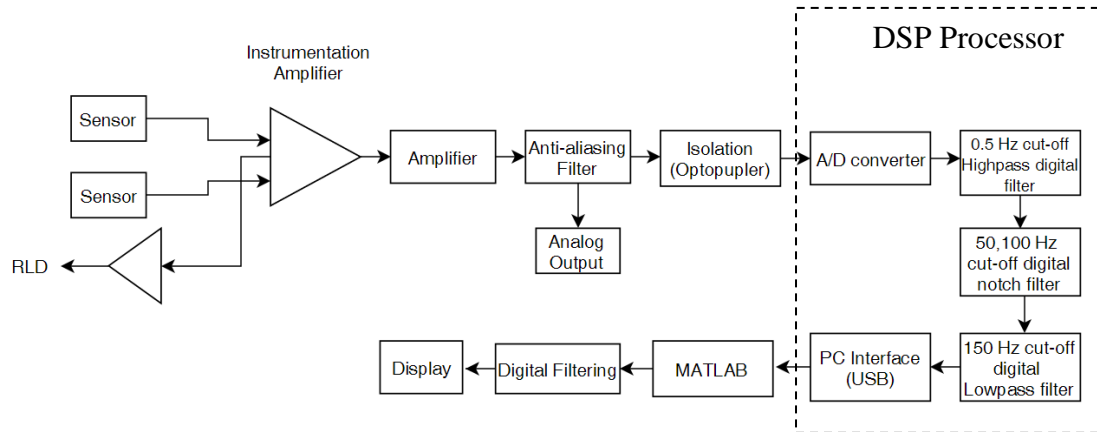 DSP Processor
Instrumentation
Amplifier
Sensor
Sensor
RLD
Amplifier
Anti-aliasing
Filter
Analog
Output
Isolation
(Optopupler)
A/D converter
0.5 Hz cut-off
Highpass digital
filter
50,100 Hz
cut-off digital
notch filter
150 Hz cut-off
digital
Lowpass filter
PC Interface
(USB)
MATLAB
Digital Filtering
Display